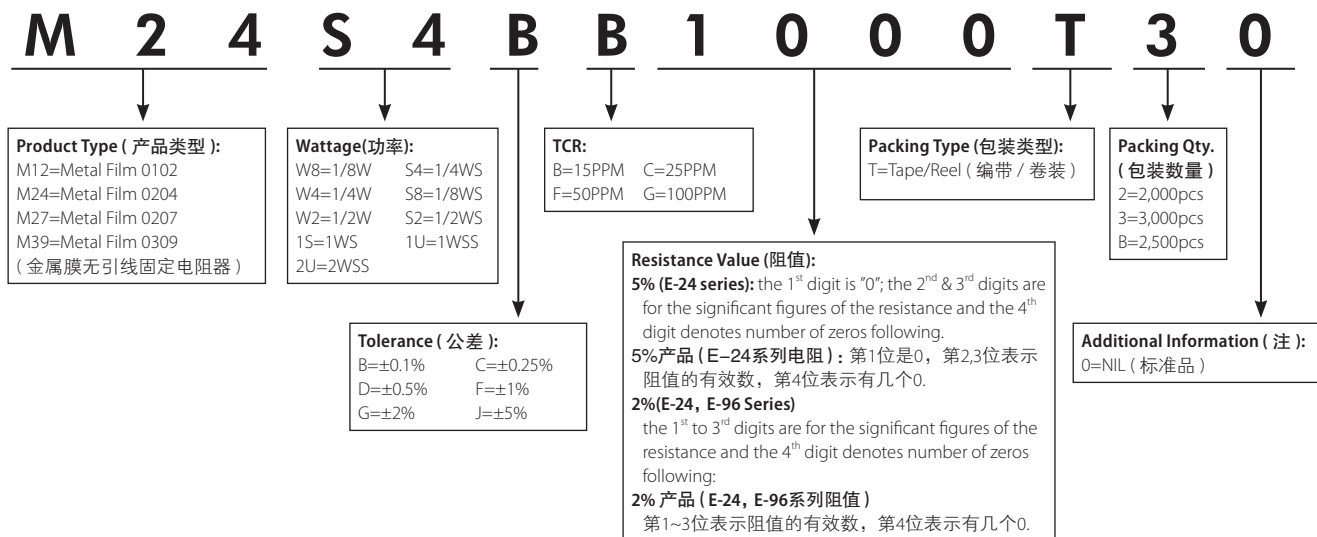 M 2 4 S 4 B B 1 0 0 0 T 3 0
Product Type ( 产品类型 ):
M12=Metal Film 0102
M24=Metal Film 0204
M27=Metal Film 0207
M39=Metal Film 0309
( 金属膜无引线固定电阻器 )
Wattage(功率):
W8=1/8W S4=1/4WS
W4=1/4W S8=1/8WS
W2=1/2W S2=1/2WS
1S=1WS 1U=1WSS
2U=2WSS
Tolerance ( 公差 ):
B=±0.1% C=±0.25%
D=±0.5% F=±1%
G=±2% J=±5%
TCR:
B=15PPM C=25PPM
F=50PPM G=100PPM
Resistance Value (阻值):
5% (E-24 series): the 1st digit is "0"; the 2nd & 3rd digits are
for the significant figures of the resistance and the 4th
digit denotes number of zeros following.
5%产品 ( E–24系列电阻 ) : 第1位是0，第2,3位表示
阻值的有效数，第4位表示有几个0.
2%(E-24, E-96 Series)
the 1st to 3rd digits are for the significant figures of the
resistance and the 4th digit denotes number of zeros
following:
2% 产品 ( E-24, E-96系列阻值 )
第1~3位表示阻值的有效数，第4位表示有几个0.
Packing Type (包装类型):
T=Tape/Reel ( 编带 / 卷装 )
Packing Qty.
( 包装数量 )
2=2,000pcs
3=3,000pcs
B=2,500pcs
Additional Information ( 注 ):
0=NIL ( 标准品 )